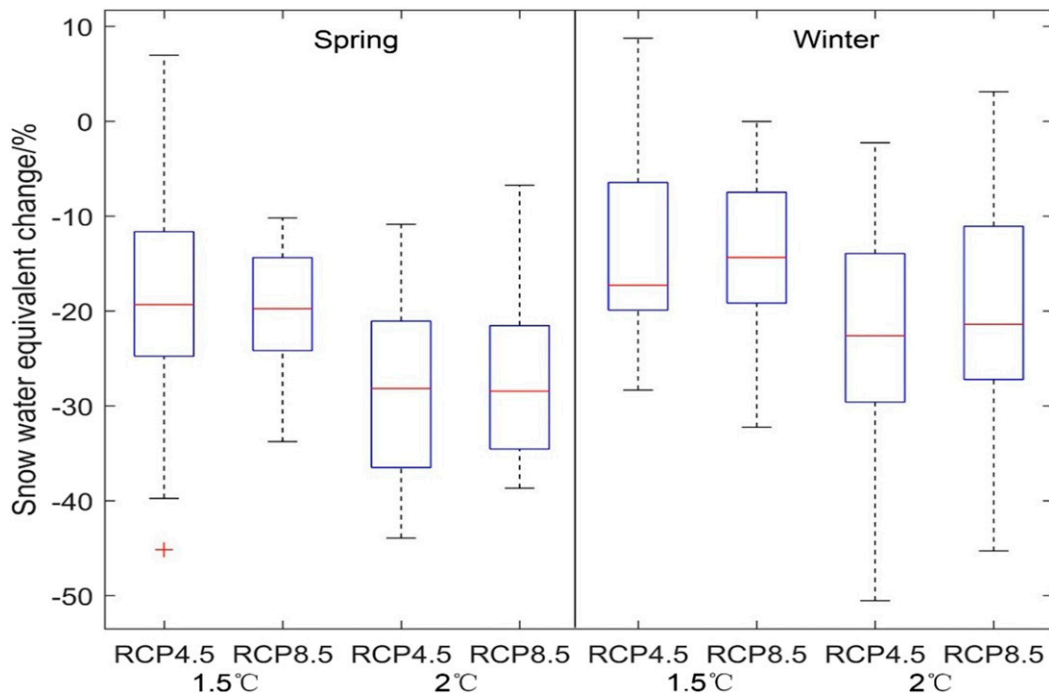 Snow water equivalent change/%
10
0
-10
-20
-30
-40
-50
Spring
Winter
RCP4.5 RCP8.5 RCP4.5 RCP8.5 RCP4.5 RCP8.5 RCP4.5 RCP8.5
1.5℃ 2℃ 1.5℃ 2℃